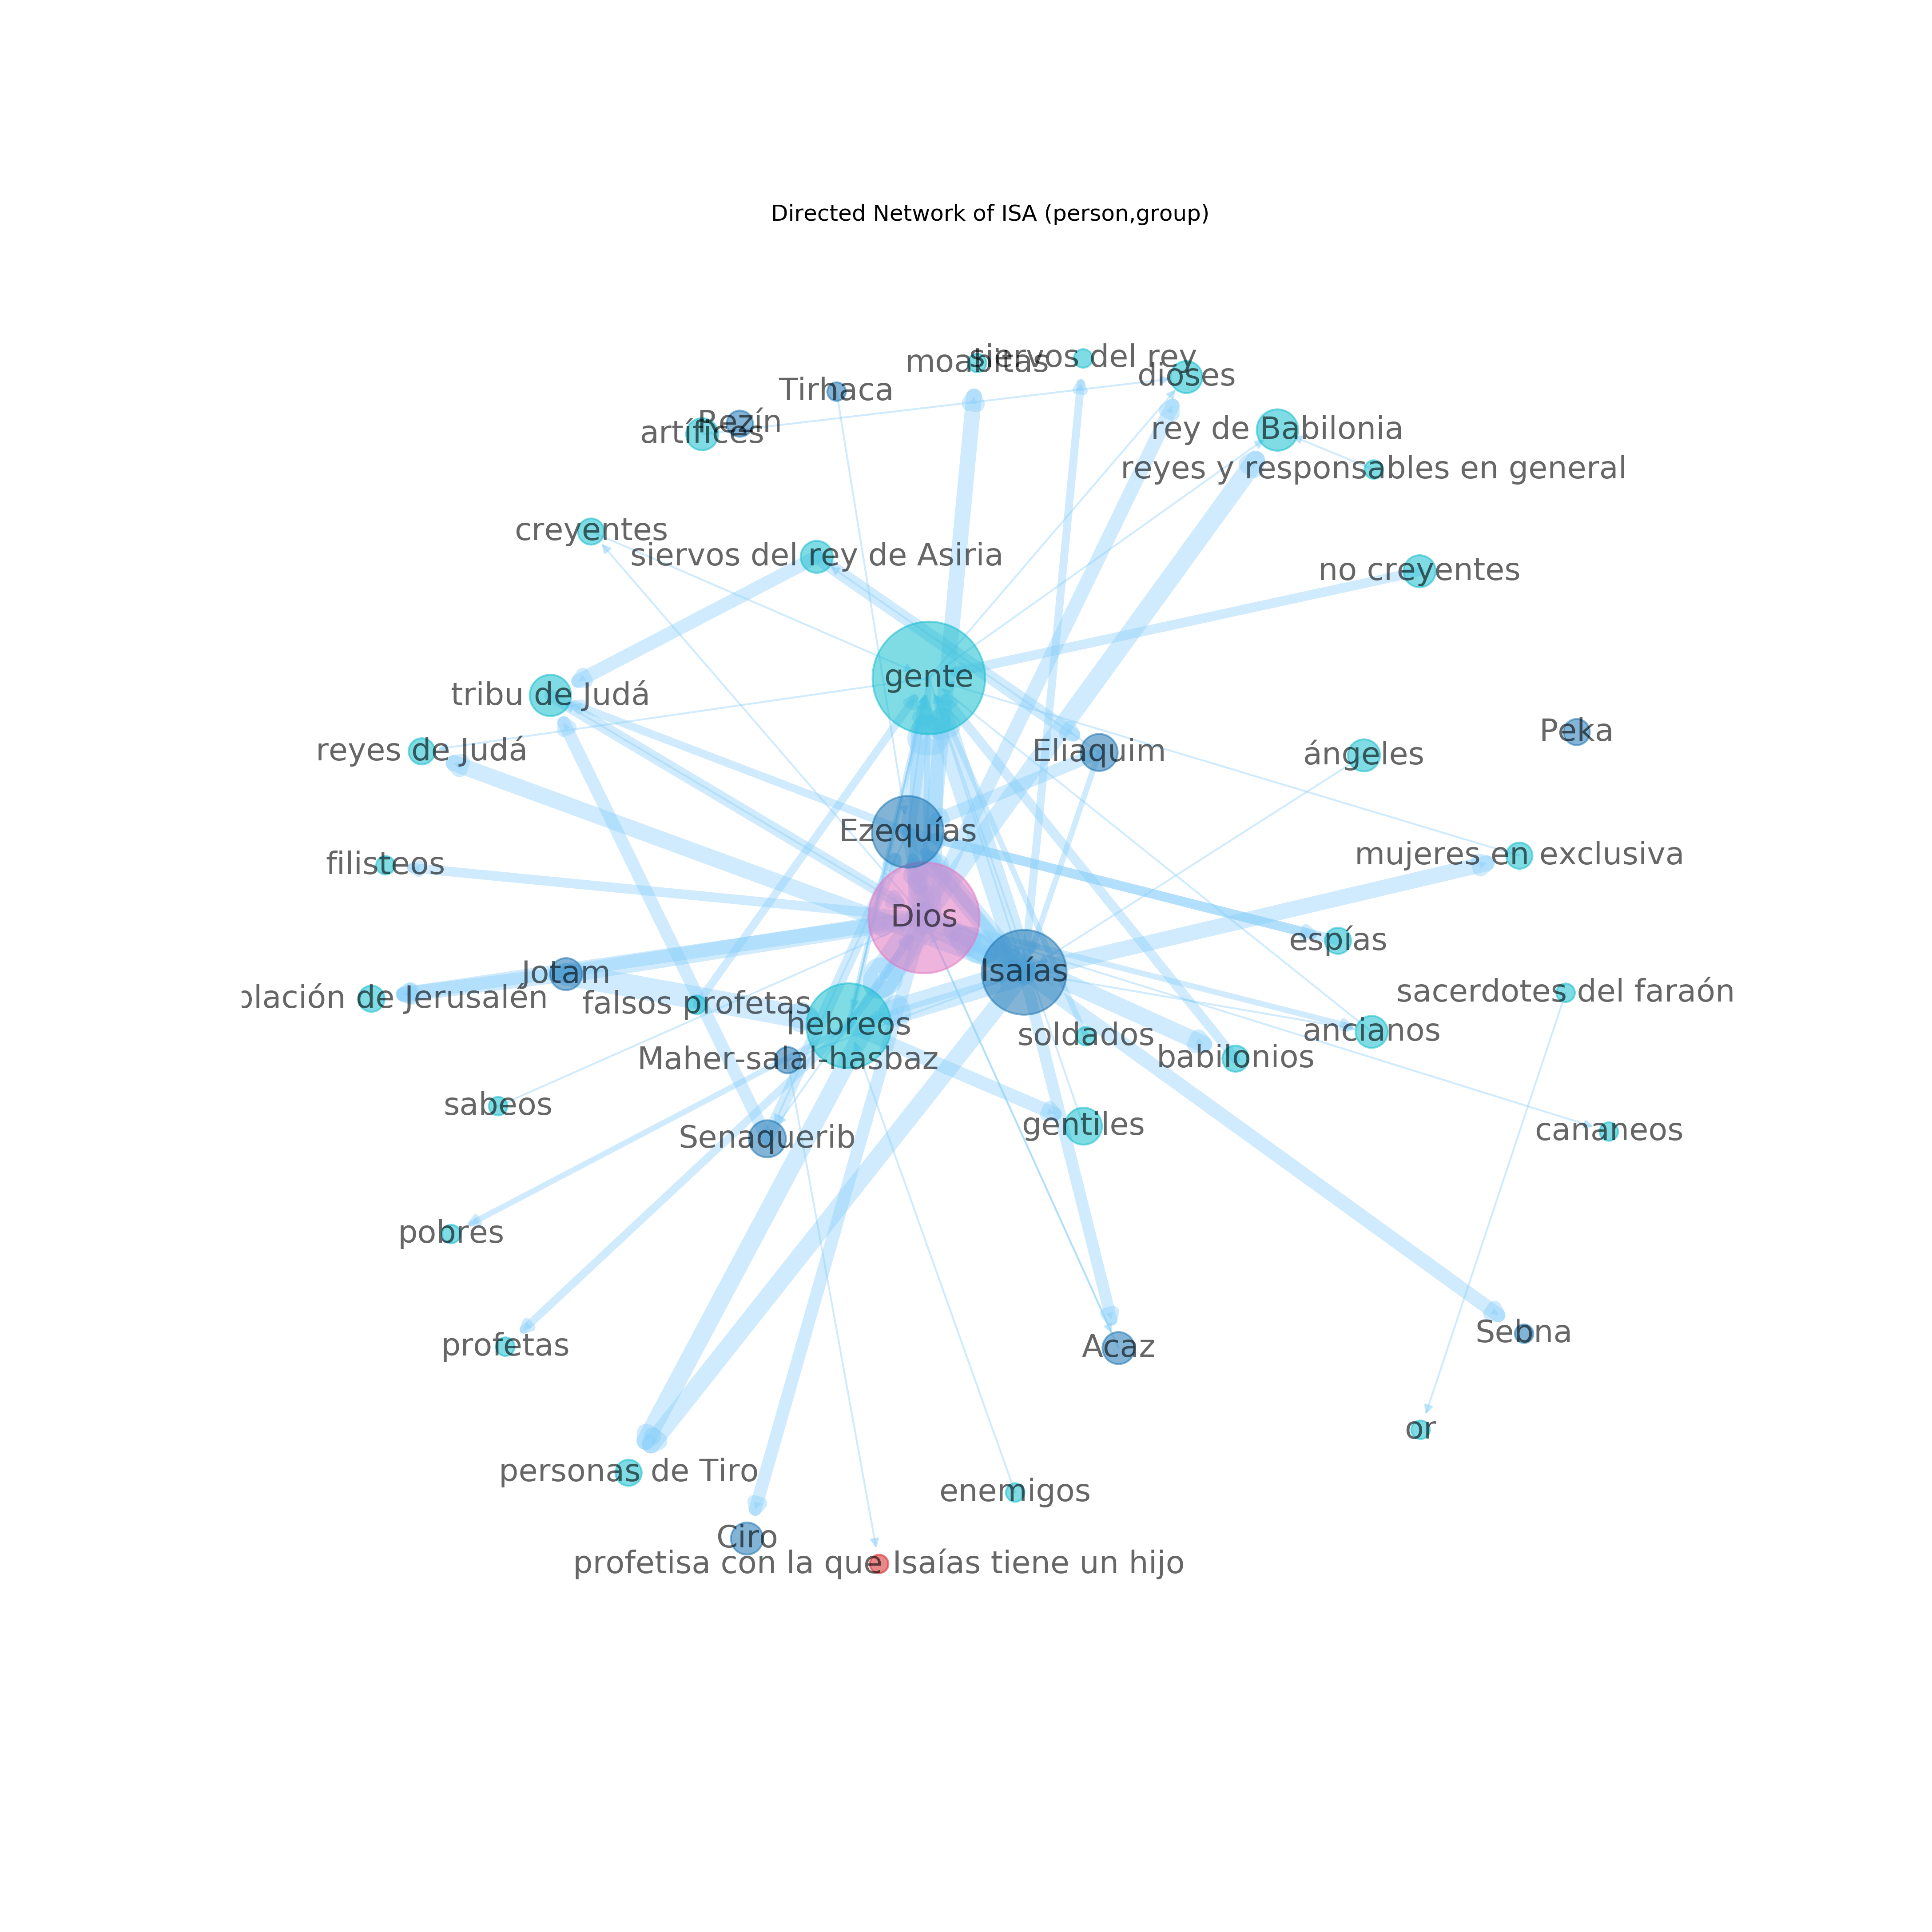 Directed Network of ISA (person,group)
siervos del rey
moabitas
dioses
Tirhaca
Rezín
artífices
rey de Babilonia
reyes y responsables en general
creyentes
siervos del rey de Asiria
no creyentes
gente
tribu de Judá
Peka
reyes de Judá
Eliaquim
ángeles
Ezequías
mujeres en exclusiva
filisteos
Dios
espías
Isaías
Jotam
sacerdotes del faraón
de Jerusalén
falsos profetas
hebreos
ancianos
soldados
babilonios
Maher-salal-hasbaz
sabeos
gentiles
cananeos
Senaquerib
pobres
Sebna
profetas
Acaz
or
personas de Tiro
enemigos
Ciro
profetisa con la que Isaías tiene un hijo